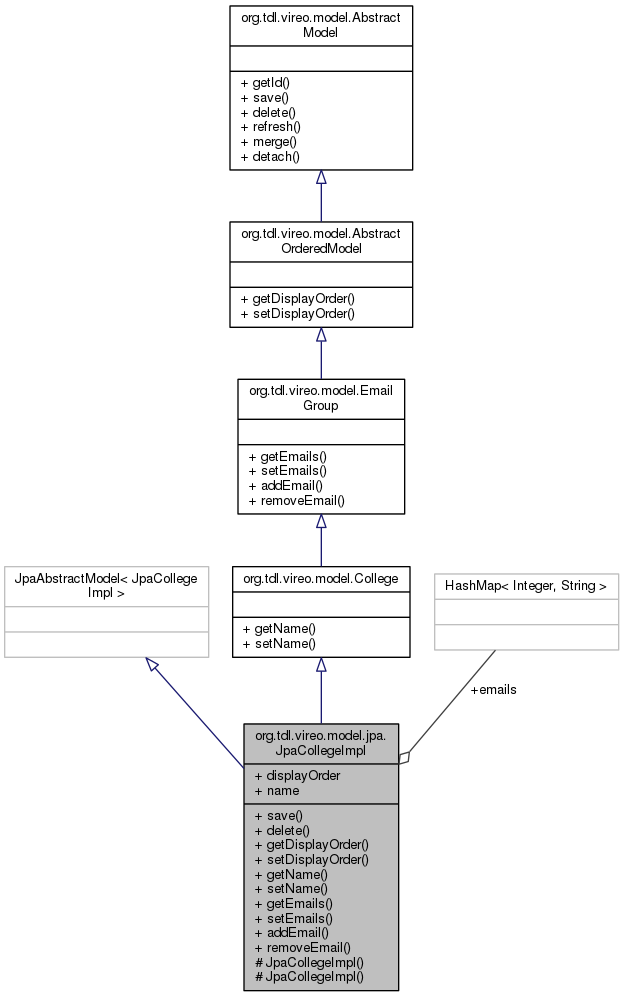 org.tdl.vireo.model.Abstract
Model
+ getId()
+ save()
+ delete()
+ refresh()
+ merge()
+ detach()
org.tdl.vireo.model.Abstract
OrderedModel
+ getDisplayOrder()
+ setDisplayOrder()
org.tdl.vireo.model.Email
Group
+ getEmails()
+ setEmails()
+ addEmail()
+ removeEmail()
JpaAbstractModel< JpaCollege
Impl >
org.tdl.vireo.model.College
+ getName()
+ setName()
HashMap< Integer, String >
+emails
org.tdl.vireo.model.jpa.
JpaCollegeImpl
+ displayOrder
+ name
+ save()
+ delete()
+ getDisplayOrder()
+ setDisplayOrder()
+ getName()
+ setName()
+ getEmails()
+ setEmails()
+ addEmail()
+ removeEmail()
# JpaCollegeImpl()
# JpaCollegeImpl()